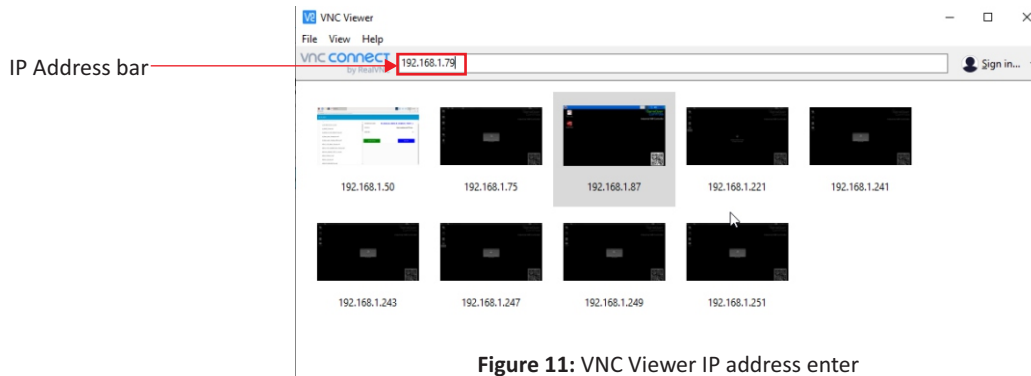 VNC Viewer
File View Help
vnc connect
by RealVNC
192.168.1.79
Sign in...
IP Address bar
192.168.1.50 192.168.1.75 192.168.1.87 192.168.1.221 192.168.1.241
192.168.1.243 192.168.1.247 192.168.1.249 192.168.1.251
Figure 11: VNC Viewer IP address enter